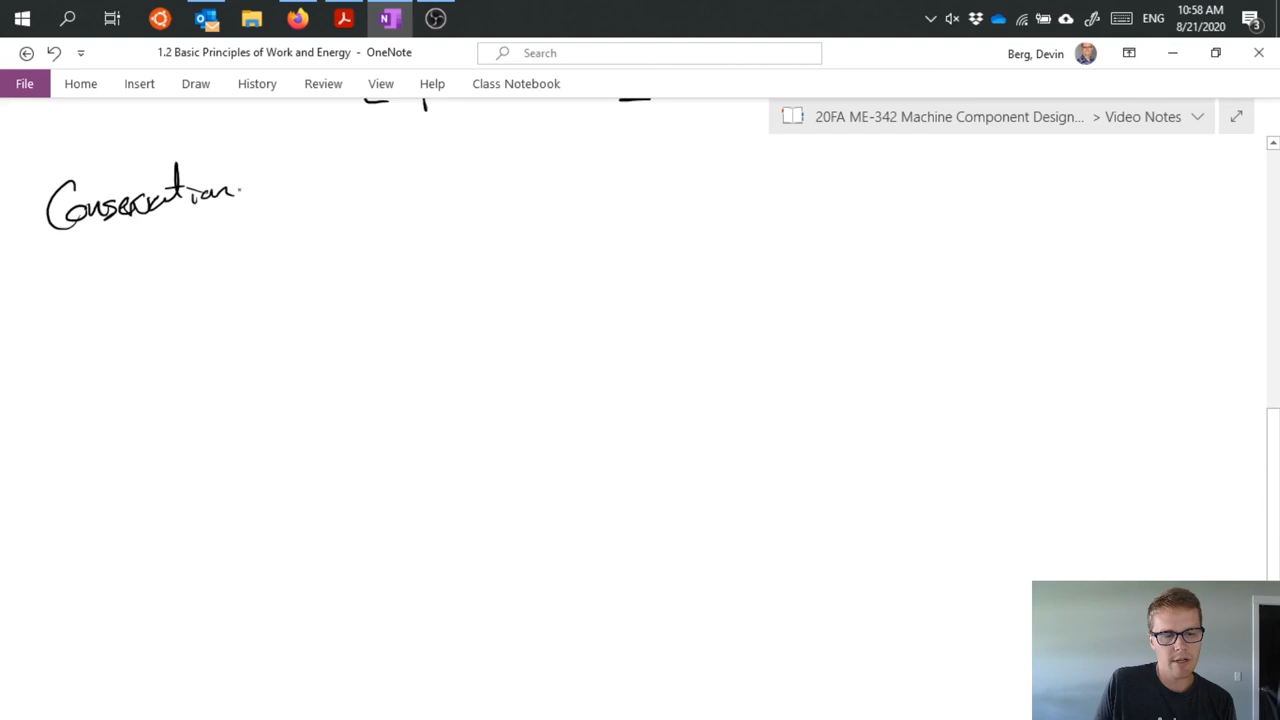 10:58 AM
ENG
8/21/2020
3
1.2 Basic Principles of Work and Energy - OneNote
Search
Berg, Devin
File Home Insert Draw History Review View Help Class Notebook
20FA ME-342 Machine Component Design... > Video Notes
Conservation